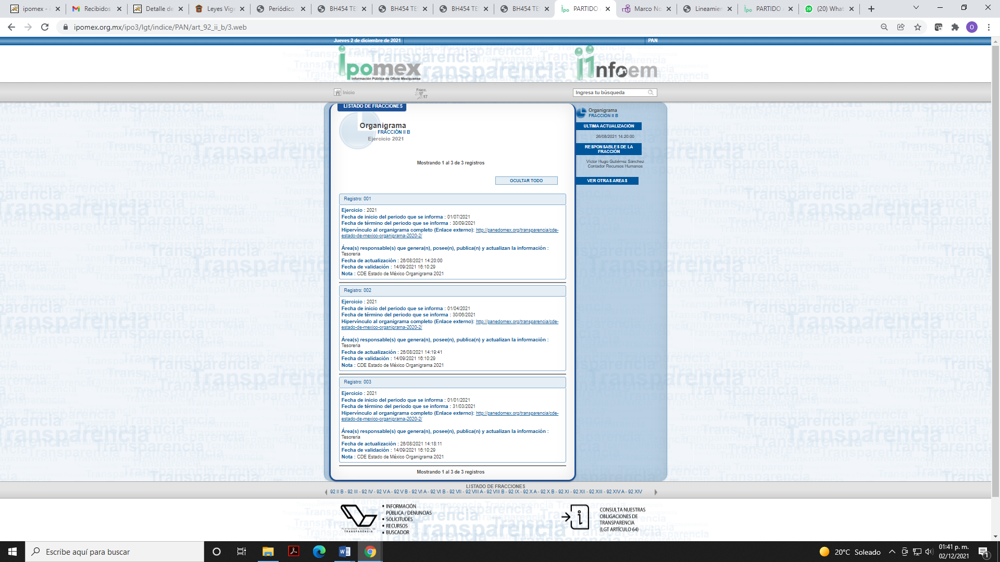 ipomex -
Recibidos
Detalle de
Leyes Vige
Periódico
BH454 TE
BH454 TE
BH454 TE
BH454 TE
PARTIDO
Marco No
Lineamien
PARTIDO
(20) What
ipomex.org.mx/ipo3/lgt/indice/PAN/art_92_ii_b/3.web
Jueves 2 de diciembre de 2021
PAN
ipomex
Información Pública de Oficio Mexiquense
infoem
Inicio
Fracc.
Ingresa tu búsqueda
LISTADO DE FRACCIONES
Organigrama
FRACCIÓN II B
Ejercicio 2021
Mostrando 1 al 3 de 3 registros
OCULTAR TODO
Registro: 001
Ejercicio : 2021
Fecha de inicio del periodo que se informa : 01/07/2021
Fecha de término del periodo que se informa : 30/09/2021
Hipervínculo al organigrama completo (Enlace externo): http://panedomex.org/transparencia/cde-
estado-de-mexico-organigrama-2020-2/
Área(s) responsable(s) que genera(n), posee(n), publica(n) y actualizan la información :
Tesoreria
Fecha de actualización : 26/08/2021 14:20:00
Fecha de validación : 14/09/2021 16:10:29
Nota : CDE Estado de México Organigrama 2021
Registro: 002
Ejercicio : 2021
Fecha de inicio del periodo que se informa : 01/04/2021
Fecha de término del periodo que se informa : 30/06/2021
Hipervínculo al organigrama completo (Enlace externo): http://panedomex.org/transparencia/cde-
estado-de-mexico-organigrama-2020-2/
Área(s) responsable(s) que genera(n), posee(n), publica(n) y actualizan la información :
Tesoreria
Fecha de actualización : 26/08/2021 14:19:41
Fecha de validación : 14/09/2021 16:10:29
Nota : CDE Estado de México Organigrama 2021
Registro: 003
Ejercicio : 2021
Fecha de inicio del periodo que se informa : 01/01/2021
Fecha de término del periodo que se informa : 31/03/2021
Hipervínculo al organigrama completo (Enlace externo): http://panedomex.org/transparencia/cde-
estado-de-mexico-organigrama-2020-2/
Área(s) responsable(s) que genera(n), posee(n), publica(n) y actualizan la información :
Tesoreria
Fecha de actualización : 26/08/2021 14:18:11
Fecha de validación : 14/09/2021 16:10:29
Nota : CDE Estado de México Organigrama 2021
Mostrando 1 al 3 de 3 registros
Organigrama
FRACCIÓN II B
ULTIMA ACTUALIZACIÓN
26/08/2021 14:20:00
RESPONSABLES DE LA
FRACCIÓN
Víctor Hugo Gutiérrez Sánchez
Contador Recursos Humanos
VER OTRAS AREAS
LISTADO DE FRACCIONES
92 II B - 92 III - 92 IV - 92 V A - 92 V B - 92 VI A - 92 VI B - 92 VII - 92 VIII A - 92 VIII B - 92 IX - 92 X A - 92 X B - 92 XI - 92 XII - 92 XIII - 92 XIV A - 92 XIV
PLATAFORMA NACIONAL DE
TRANSPARENCIA
• INFORMACIÓN
PÚBLICA / DENUNCIAS
• SOLICITUDES
• RECURSOS
• BUSCADOR
CONSULTA NUESTRAS
OBLIGACIONES DE
TRANSPARENCIA
(LGT ARTÍCULO 64)
Escribe aquí para buscar
20°C Soleado
01:41 p. m.
02/12/2021
1